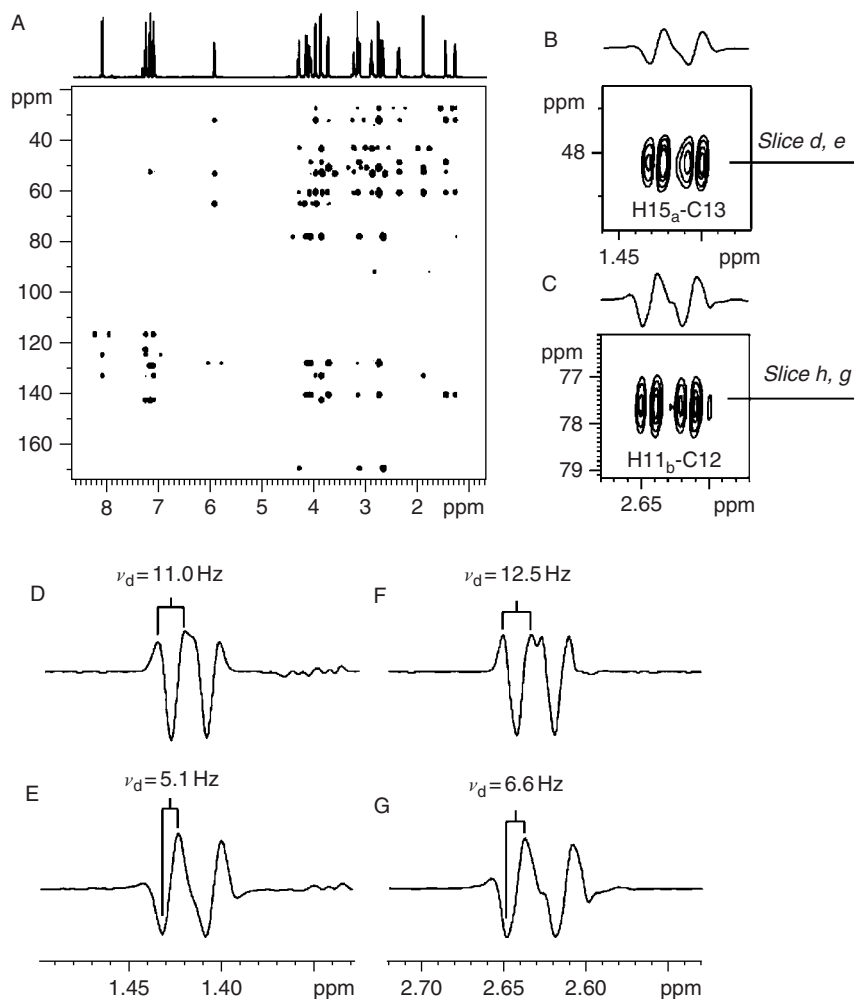 A
ppm
40
60
80
100
120
140
160
8
7
6
5
4
3
2
ppm
B
ppm
48
H15a-C13
Slice d, e
1.45
ppm
C
ppm
77
78
79
H11b-C12
Slice h, g
2.65
ppm
D
νd=11.0 Hz
F
νd=12.5 Hz
E
νd=5.1 Hz
G
νd=6.6 Hz
1.45
1.40
ppm
2.70
2.65
2.60
ppm